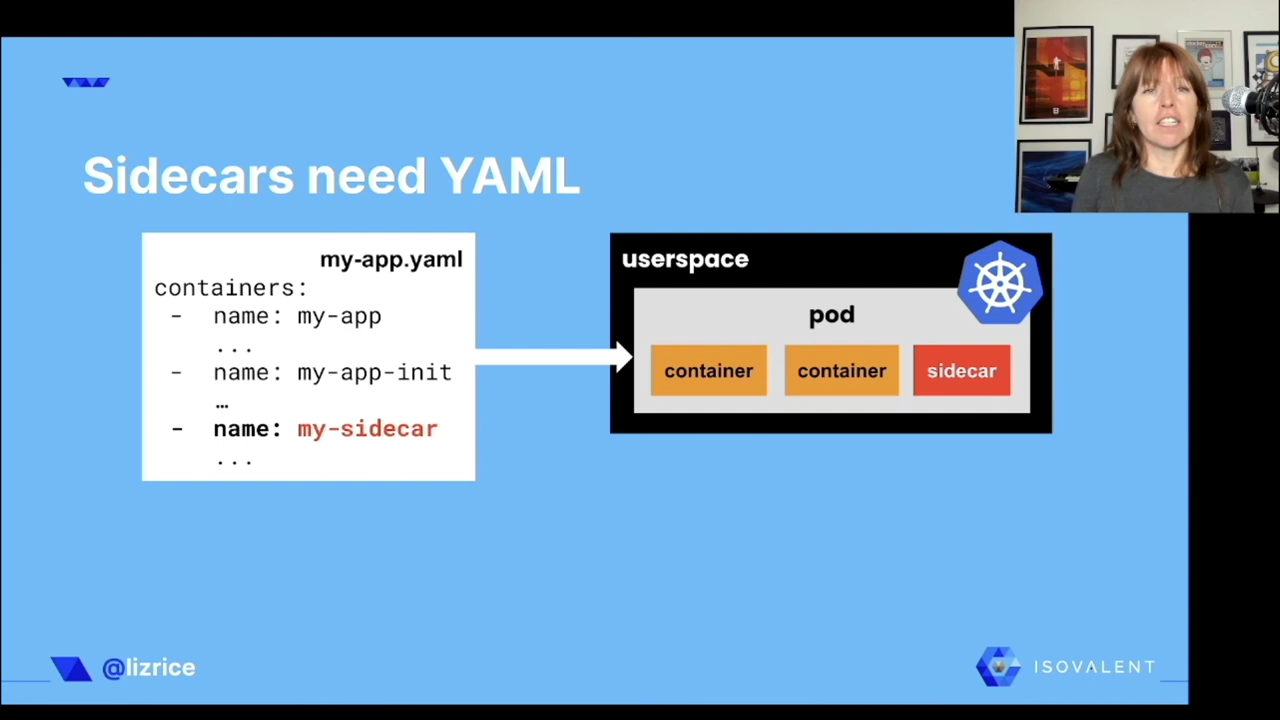 Sidecars need YAML
my-app.yaml
containers:
- name: my-app
...
- name: my-app-init
…
- name: my-sidecar
...
userspace
pod
container
container
sidecar
@lizrice
ISOVALENT